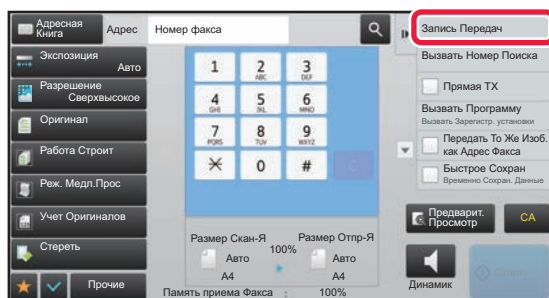 Адресная
Книга
Адрес
Номер факса
Запись Передач
Экспозиция
Авто
Вызвать Номер Поиска
Разрешение
Сверхвысокое
Прямая TX
Оригинал
Вызвать Программу
Вызвать Зарегистр. установки
Работа Строит
Передать То Же Изоб.
как Адрес Факса
Реж. Медл.Прос
Быстрое Сохран
Временно Сохран. Данные
Учет Оригиналов
Стереть
Прочие
1
2
ABC
3
DEF
4
GHI
5
JKL
6
MNO
7
PQRS
8
TUV
9
WXYZ
0
#
C
Размер Скан-Я
100%
Размер Отпр-Я
Авто
A4
Авто
A4
Память приема Факса : 100%
Предварит.
Просмотр
CA
Динамик
Старт